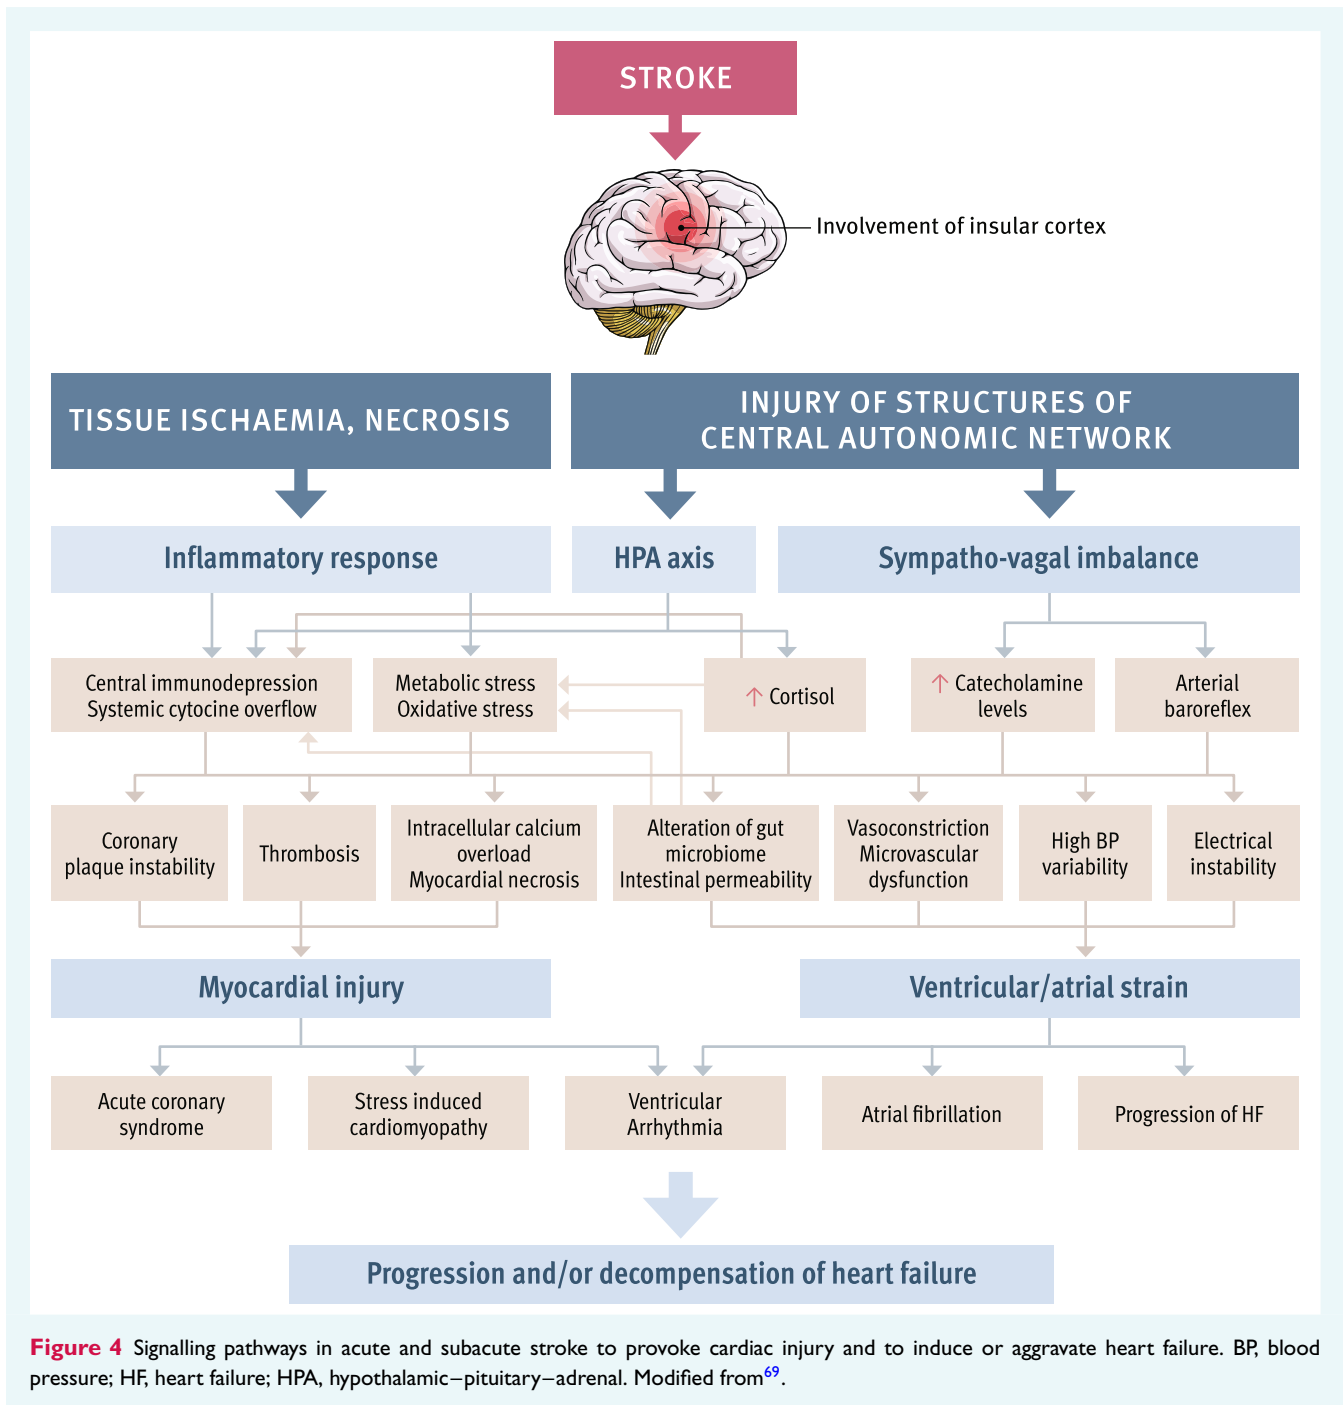 STROKE
Involvement of insular cortex
TISSUE ISCHAEMIA, NECROSIS
INJURY OF STRUCTURES OF
CENTRAL AUTONOMIC NETWORK
Inflammatory response
HPA axis
Sympatho-vagal imbalance
Central immunodepression
Systemic cytocine overflow
Metabolic stress
Oxidative stress
↑ Cortisol
↑ Catecholamine
levels
Arterial
baroreflex
Coronary
plaque instability
Thrombosis
Intracellular calcium
overload
Myocardial necrosis
Alteration of gut
microbiome
Intestinal permeability
Vasoconstriction
Microvascular
dysfunction
High BP
variability
Electrical
instability
Myocardial injury
Ventricular/atrial strain
Acute coronary
syndrome
Stress induced
cardiomyopathy
Ventricular
Arrhythmia
Atrial fibrillation
Progression of HF
Progression and/or decompensation of heart failure
Figure 4 Signalling pathways in acute and subacute stroke to provoke cardiac injury and to induce or aggravate heart failure. BP, blood
pressure; HF, heart failure; HPA, hypothalamic–pituitary–adrenal. Modified from69.